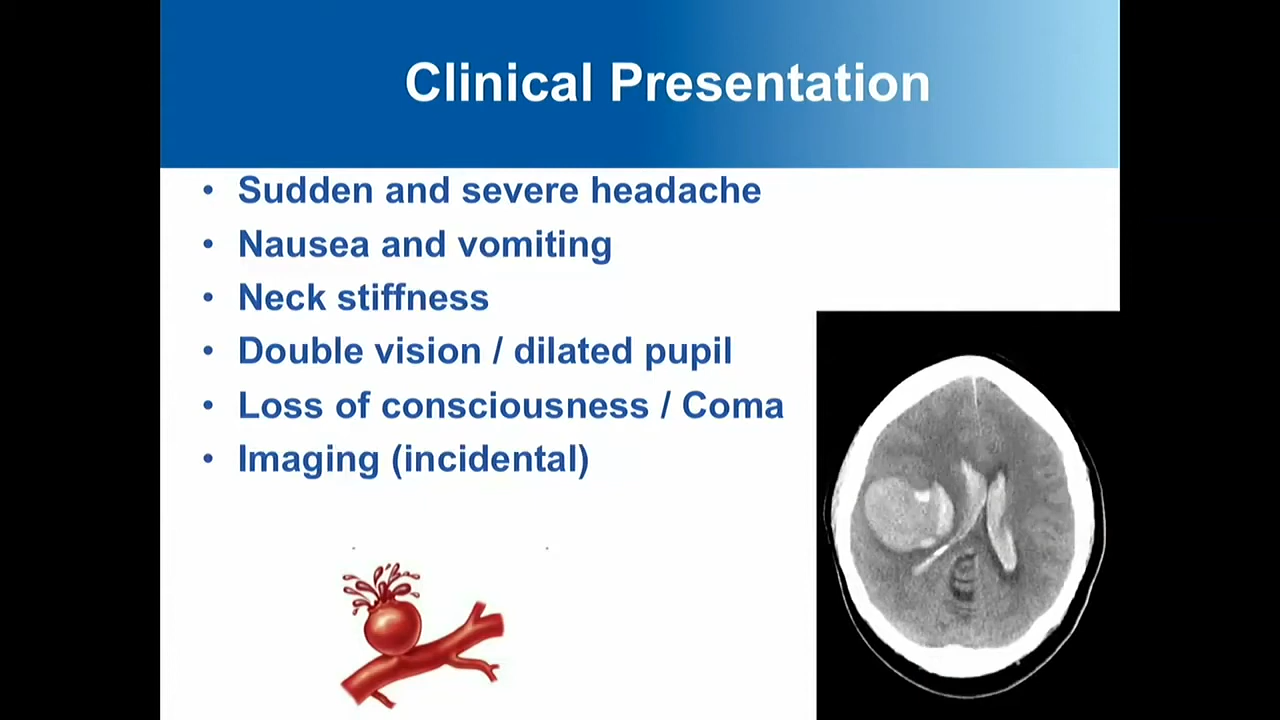 Clinical Presentation
• Sudden and severe headache
• Nausea and vomiting
• Neck stiffness
• Double vision / dilated pupil
• Loss of consciousness / Coma
• Imaging (incidental)